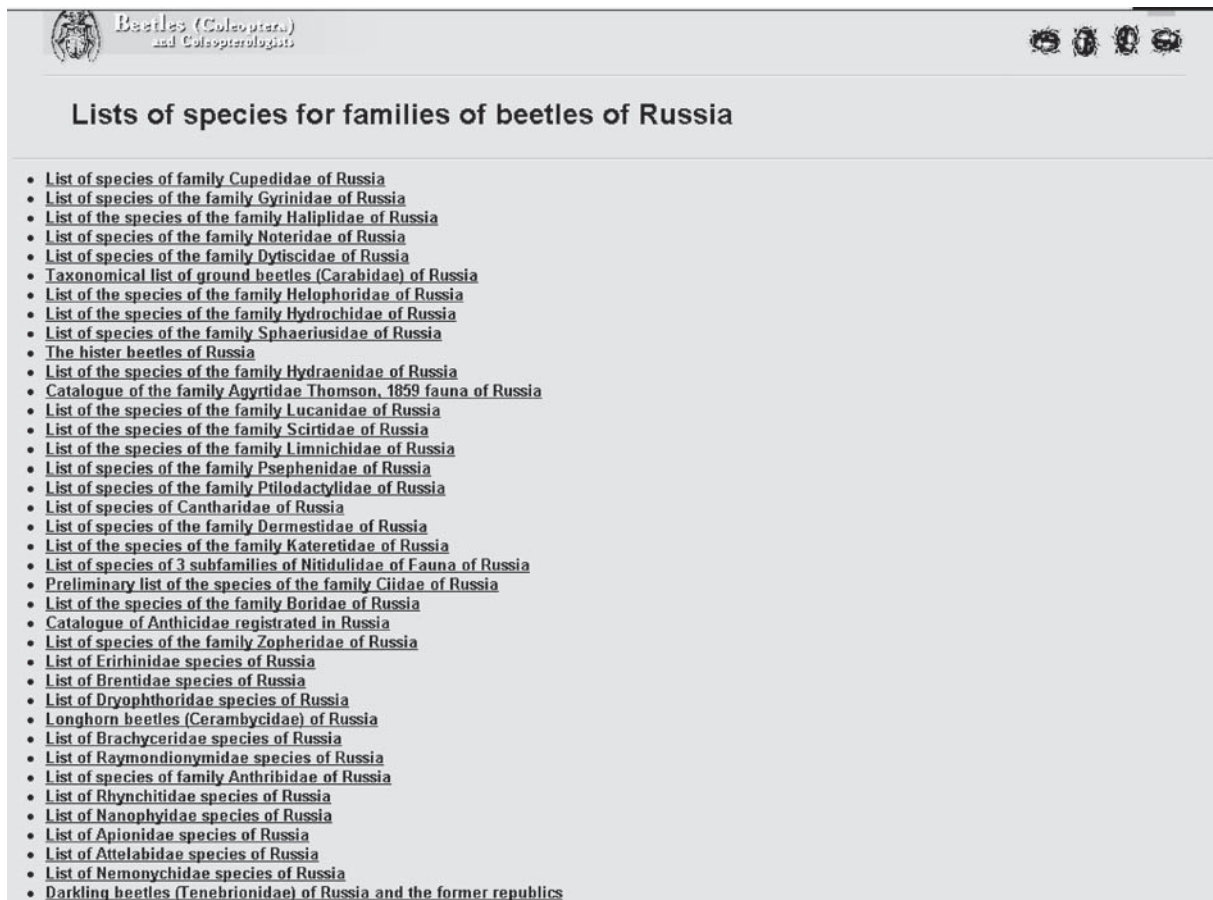 Beetles (Coleoptera)
and Coleopterologists
Lists of species for families of beetles of Russia
• List of species of family Cupedidae of Russia
• List of species of the family Gyrinidae of Russia
• List of the species of the family Haliplidae of Russia
• List of species of the family Noteridae of Russia
• List of species of the family Dytiscidae of Russia
• Taxonomical list of ground beetles (Carabidae) of Russia
• List of the species of the family Helophoridae of Russia
• List of the species of the family Hydrochidae of Russia
• List of species of the family Sphaeriusidae of Russia
• The hister beetles of Russia
• List of the species of the family Hydraenidae of Russia
• Catalogue of the family Agyrtidae Thomson, 1859 fauna of Russia
• List of the species of the family Lucanidae of Russia
• List of the species of the family Scirtidae of Russia
• List of the species of the family Limnichidae of Russia
• List of species of the family Psephenidae of Russia
• List of species of the family Ptilodactylidae of Russia
• List of species of Cantharidae of Russia
• List of species of the family Dermestidae of Russia
• List of the species of the family Kateretidae of Russia
• List of species of 3 subfamilies of Nitidulidae of Fauna of Russia
• Preliminary list of the species of the family Ciidae of Russia
• List of the species of the family Boridae of Russia
• Catalogue of Anthicidae registrated in Russia
• List of species of the family Zopheridae of Russia
• List of Erirhinidae species of Russia
• List of Brentidae species of Russia
• List of Dryophthoridae species of Russia
• Longhorn beetles (Cerambycidae) of Russia
• List of Brachyceridae species of Russia
• List of Raymondionymidae species of Russia
• List of species of family Anthribidae of Russia
• List of Rhynchitidae species of Russia
• List of Nanophyidae species of Russia
• List of Apionidae species of Russia
• List of Attelabidae species of Russia
• List of Nemonychidae species of Russia
• Darkling beetles (Tenebrionidae) of Russia and the former republics